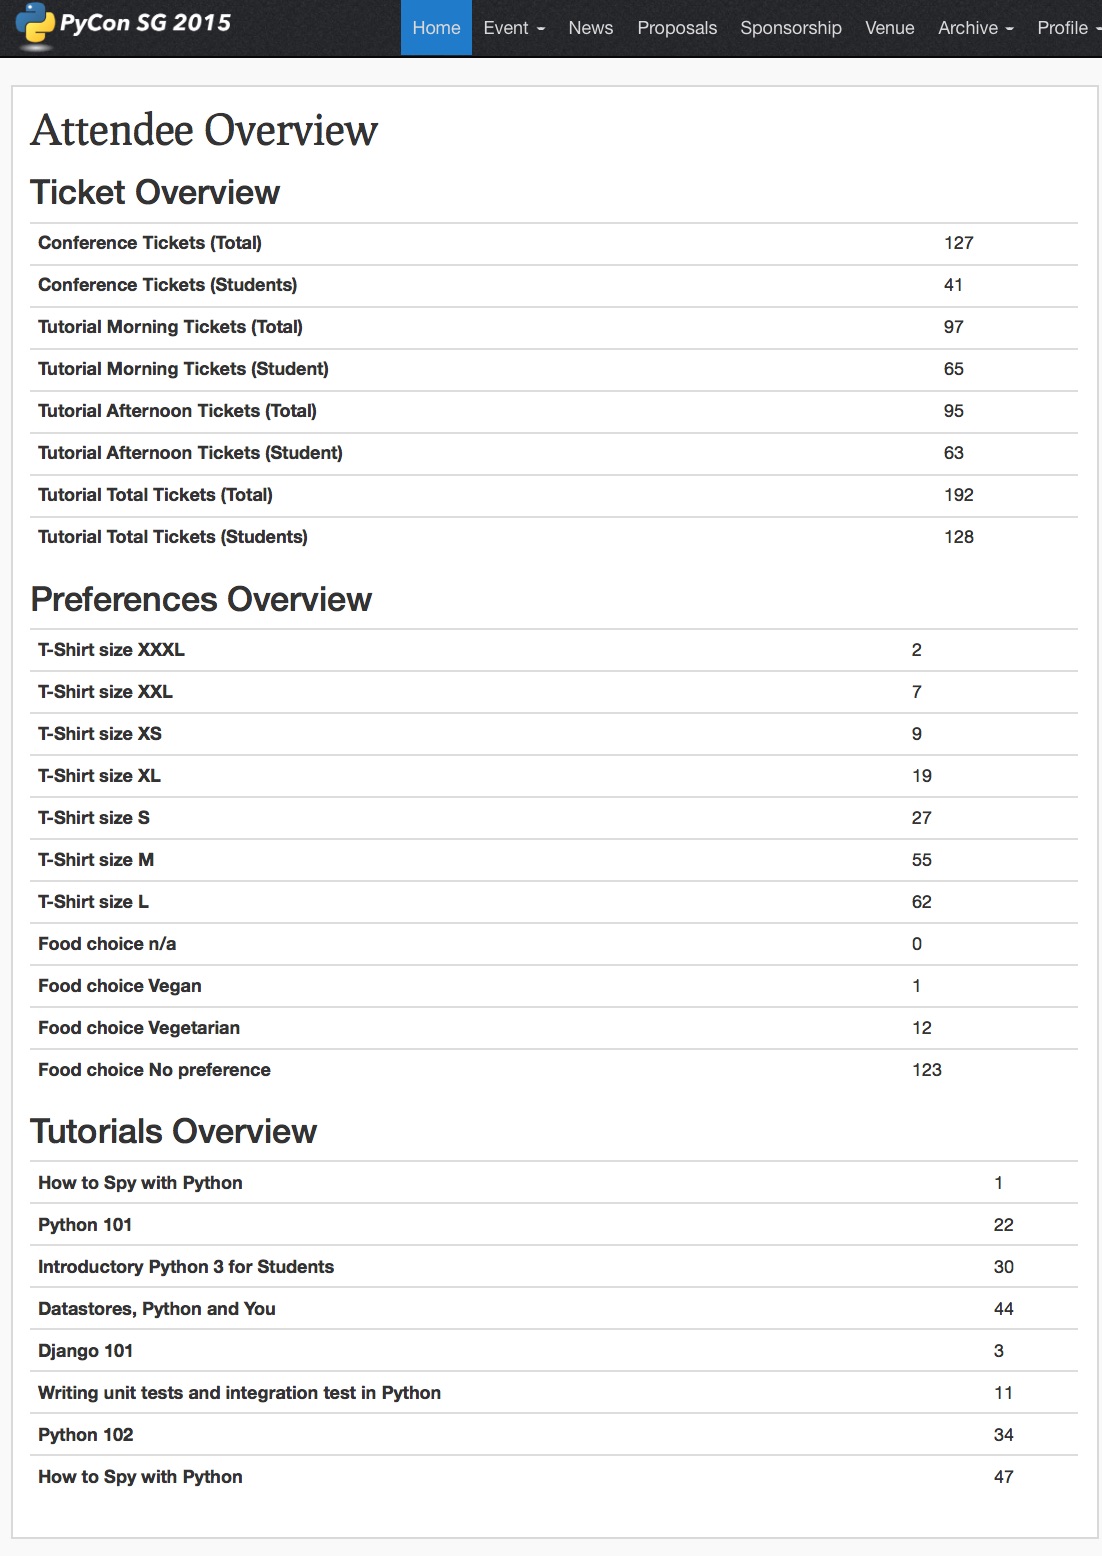 PyCon SG 2015 Home Event News Proposals Sponsorship Venue Archive Profile
Attendee Overview
Ticket Overview
Conference Tickets (Total) 127
Conference Tickets (Students) 41
Tutorial Morning Tickets (Total) 97
Tutorial Morning Tickets (Student) 65
Tutorial Afternoon Tickets (Total) 95
Tutorial Afternoon Tickets (Student) 63
Tutorial Total Tickets (Total) 192
Tutorial Total Tickets (Students) 128
Preferences Overview
T-Shirt size XXXL 2
T-Shirt size XXL 7
T-Shirt size XS 9
T-Shirt size XL 19
T-Shirt size S 27
T-Shirt size M 55
T-Shirt size L 62
Food choice n/a 0
Food choice Vegan 1
Food choice Vegetarian 12
Food choice No preference 123
Tutorials Overview
How to Spy with Python 1
Python 101 22
Introductory Python 3 for Students 30
Datastores, Python and You 44
Django 101 3
Writing unit tests and integration test in Python 11
Python 102 34
How to Spy with Python 47